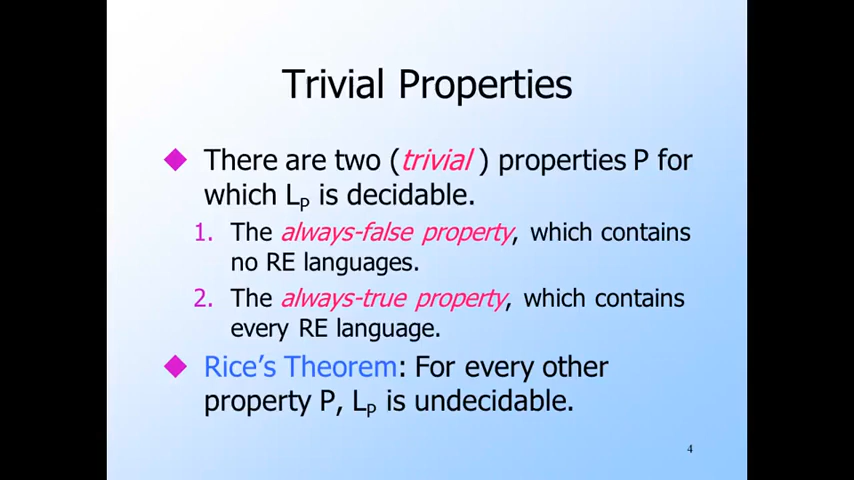 Trivial Properties
There are two (trivial ) properties P for
which LP is decidable.
1. The always-false property, which contains
no RE languages.
2. The always-true property, which contains
every RE language.
Rice's Theorem: For every other
property P, LP is undecidable.
4